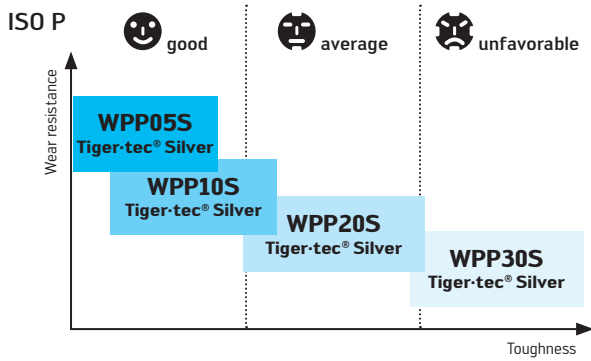 ISO P
good
average
unfavorable
Wear resistance
WPP05S
Tiger·tec® Silver
WPP10S
Tiger·tec® Silver
WPP20S
Tiger·tec® Silver
WPP30S
Tiger·tec® Silver
Toughness